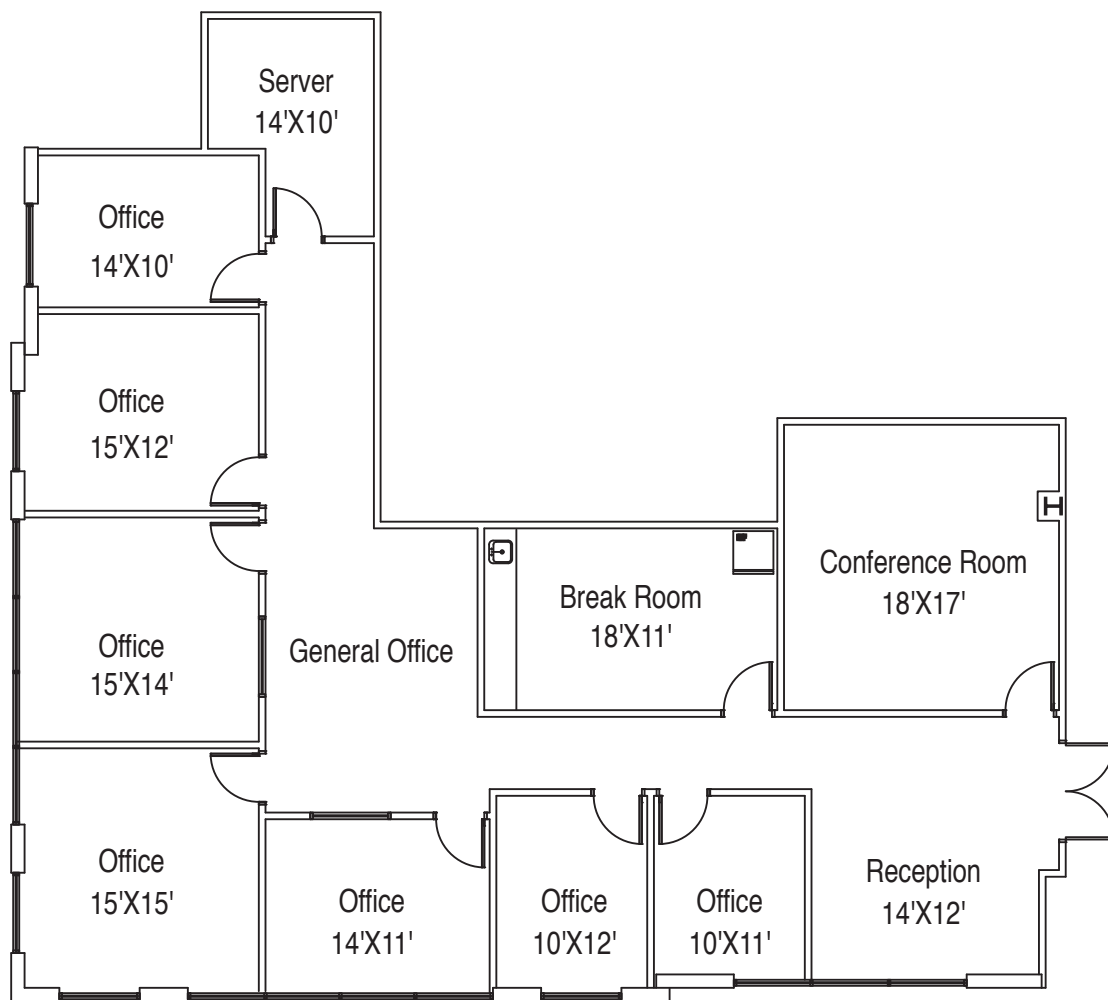 Server
14'X10'
Office
14'X10'
Office
15'X12'
Conference Room
18'X17'
Break Room
18'X11'
General Office
Office
15'X14'
Office
15'X15'
Office
14'X11'
Office
10'X12'
Office
10'X11'
Reception
14'X12'